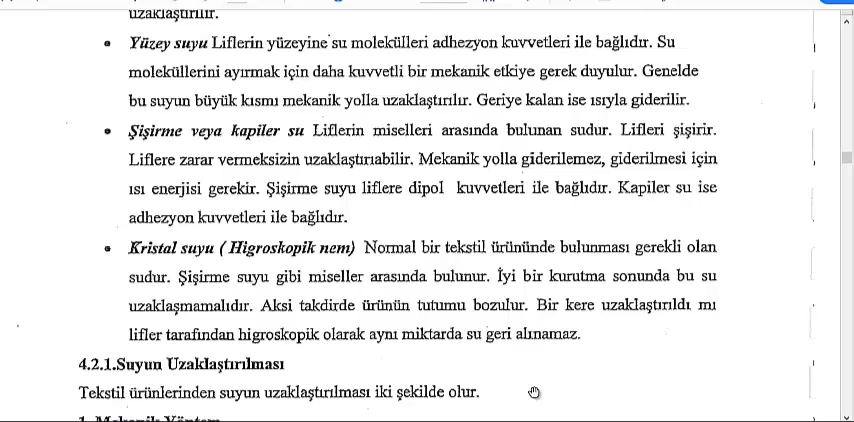 uzaklaştırılır.
• Yüzey suyu Liflerin yüzeyine su molekülleri adhezyon kuvvetleri ile bağlıdır. Su
moleküllerini ayırmak için daha kuvvetli bir mekanik etkiye gerek duyulur. Genelde
bu suyun büyük kısmı mekanik yolla uzaklaştırılır. Geriye kalan ise ısıyla giderilir.
• Şişirme veya kapiler su Liflerin miselleri arasında bulunan sudur. Lifleri şişirir.
Liflere zarar vermeksizin uzaklaştırıabilir. Mekanik yolla giderilemez, giderilmesi için
ısı enerjisi gerekir. Şişirme suyu liflere dipol kuvvetleri ile bağlıdır. Kapiler su ise
adhezyon kuvvetleri ile bağlıdır.
• Kristal suyu ( Higroskopik nem) Normal bir tekstil ürününde bulunması gerekli olan
sudur. Şişirme suyu gibi miseller arasında bulunur. İyi bir kurutma sonunda bu su
uzaklaşmamalıdır. Aksi takdirde ürünün tutumu bozulur. Bir kere uzaklaştırıldı mı
lifler tarafından higroskopik olarak aynı miktarda su geri alınamaz.
4.2.1.Suyun Uzaklaştırılması
Tekstil ürünlerinden suyun uzaklaştırılması iki şekilde olur.
1. Mekanik Yöntem